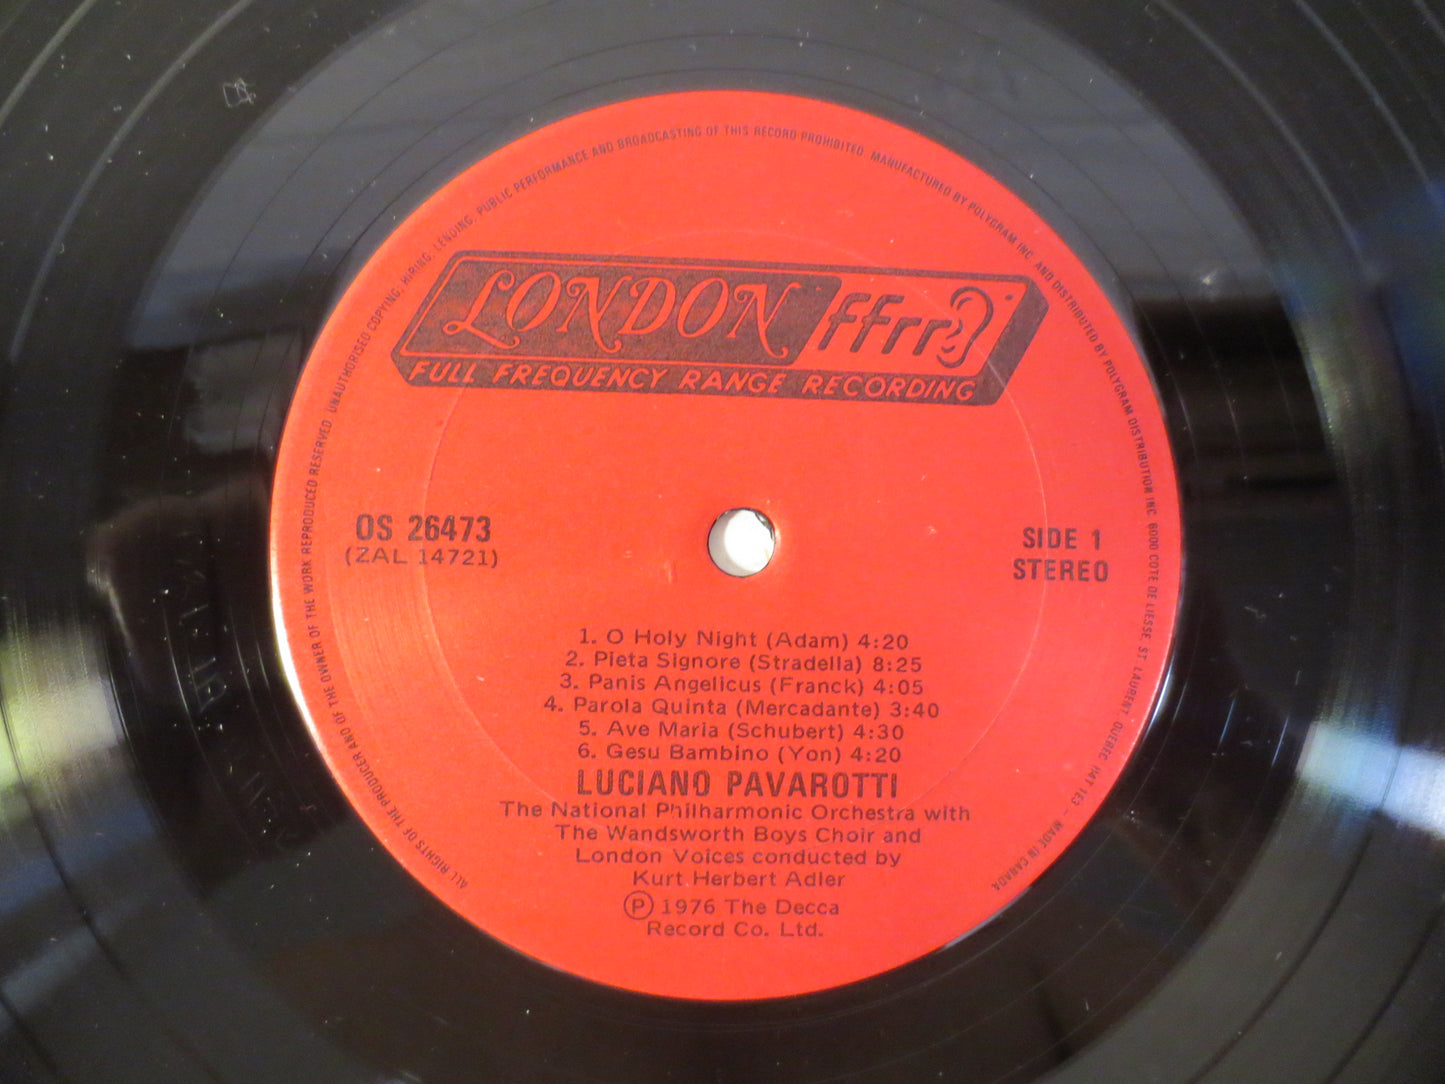 ALL RIGHTS OF THE PRODUCER AND OF THE OWNER OF THE WORK REPRODUCED RESERVED. UNAUTHORISED COPYING; HIRING; LENDING; PUBLIC PERFORMANCE AND BROADCASTING OF THIS RECORD PROHIBITED. MANUFACTURED BY POLYGRAM INC. AND DISTRIBUTED BY POLYGRAM DISTRIBUTION INC. 6000 COTE DE LIESSE, ST. LAURENT, QUEBEC H4T 1E3 - MADE IN CANADA
LONDON ffrr
FULL FREQUENCY RANGE RECORDING
OS 26473
(ZAL 14721)
SIDE 1
STEREO
1. O Holy Night (Adam) 4:20
2. Pieta Signore (Stradella) 8:25
3. Panis Angelicus (Franck) 4:05
4. Parola Quinta (Mercadante) 3:40
5. Ave Maria (Schubert) 4:30
6. Gesu Bambino (Yon) 4:20
LUCIANO PAVAROTTI
The National Philharmonic Orchestra with
The Wandsworth Boys Choir and
London Voices conducted by
Kurt Herbert Adler
Ⓟ 1976 The Decca
Record Co. Ltd.